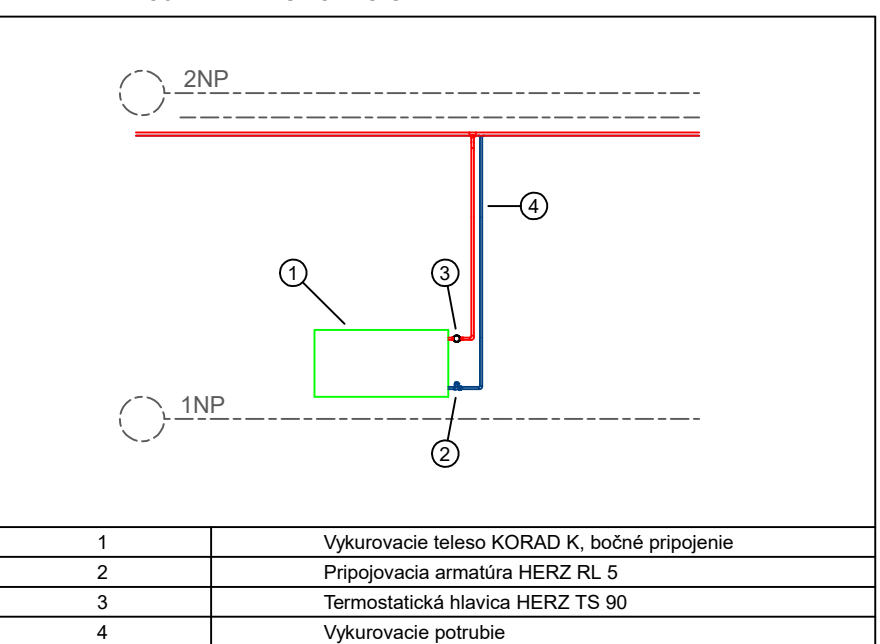 2NP
4
1
3
1NP
2
1 Vykurovacie teleso KORAD K, bočné pripojenie
2 Pripojovacia armatúra HERZ RL 5
3 Termostatická hlavica HERZ TS 90
4 Vykurovacie potrubie